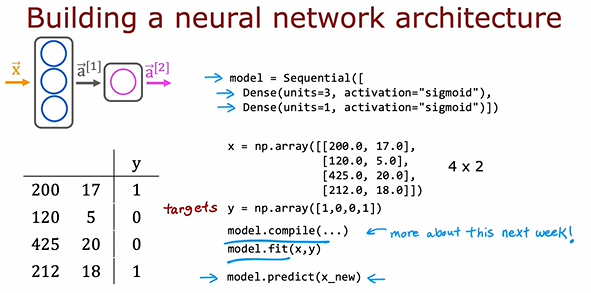 Building a neural network architecture
x⃗ a⃗[1] a⃗[2]
model = Sequential([
Dense(units=3, activation="sigmoid"),
Dense(units=1, activation="sigmoid")])
x = np.array([[200.0, 17.0],
[120.0, 5.0],
[425.0, 20.0],
[212.0, 18.0]])
4 x 2
y
200 17 1
120 5 0
425 20 0
212 18 1
targets y = np.array([1,0,0,1])
model.compile(...) more about this next week!
model.fit(x,y)
model.predict(x_new)